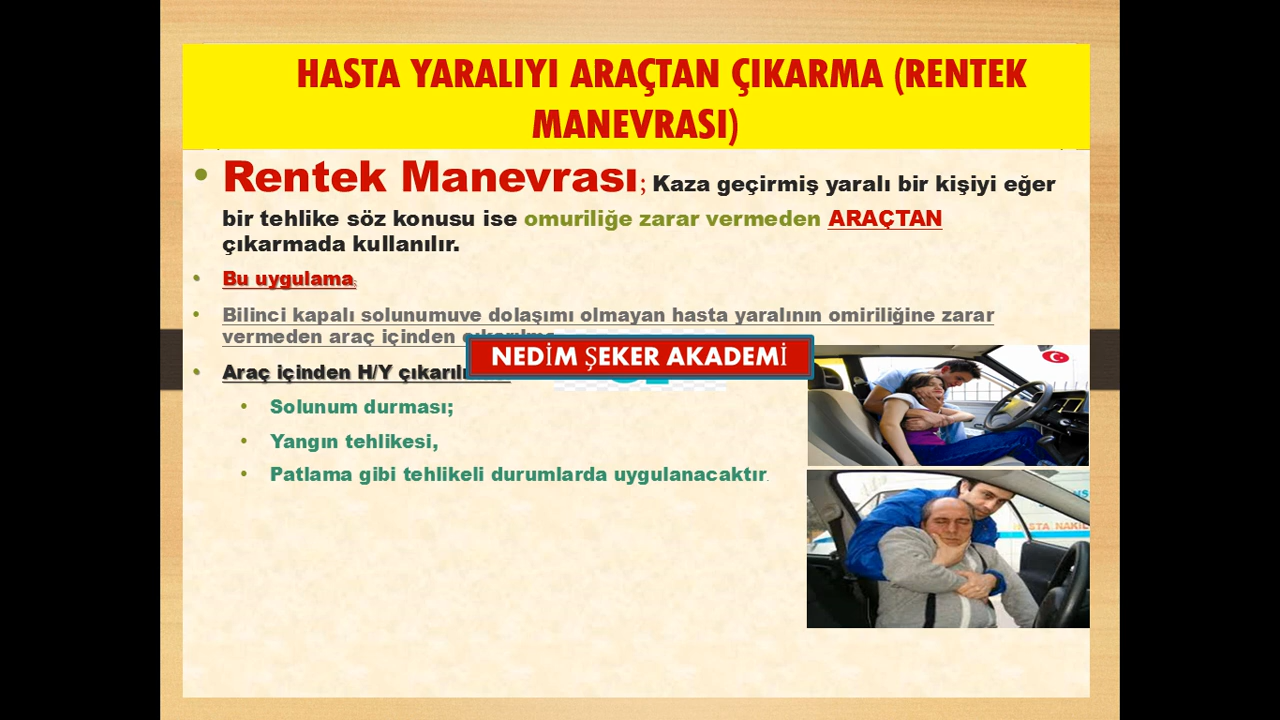 HASTA YARALIYI ARAÇTAN ÇIKARMA (RENTEK
MANEVRASI)
• Rentek Manevrası; Kaza geçirmiş yaralı bir kişiyi eğer
bir tehlike söz konusu ise omuriliğe zarar vermeden ARAÇTAN
çıkarmada kullanılır.
• Bu uygulama;
• Bilinci kapalı solunumuve dolaşımı olmayan hasta yaralının omiriliğine zarar
vermeden araç içinden
NEDİM ŞEKER AKADEMİ
• Araç içinden H/Y
• Solunum durması;
• Yangın tehlikesi,
• Patlama gibi tehlikeli durumlarda uygulanacaktır.
HASTA NAKİL